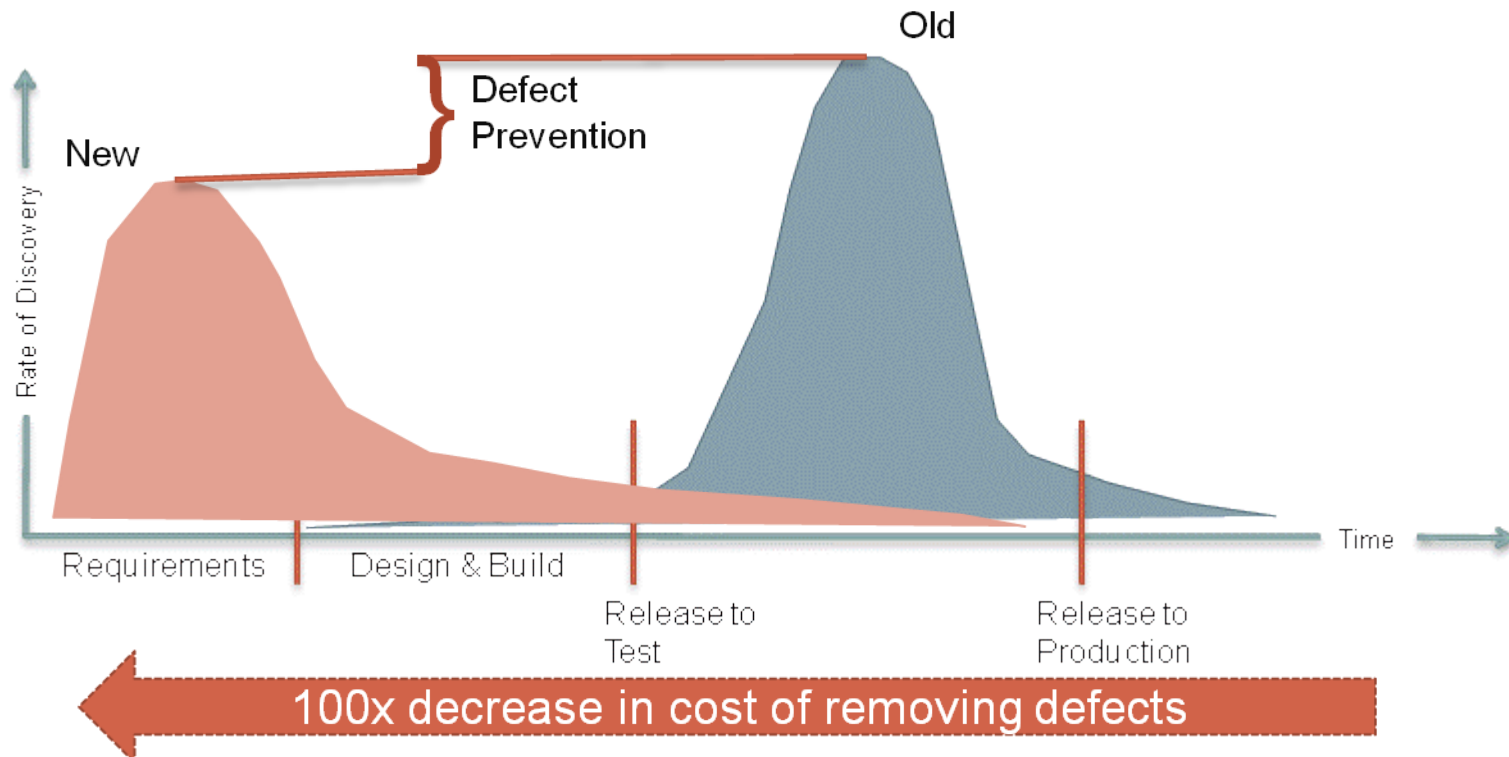 Old
Defect
Prevention
New
Rate of Discovery
Time
Requirements
Design & Build
Release to
Test
Release to
Production
100x decrease in cost of removing defects